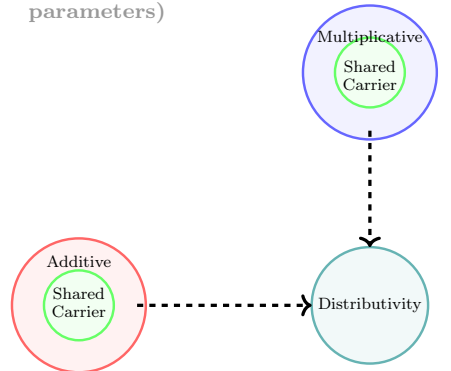 parameters)
Multiplicative
Shared
Carrier
Additive
Shared
Carrier
Distributivity